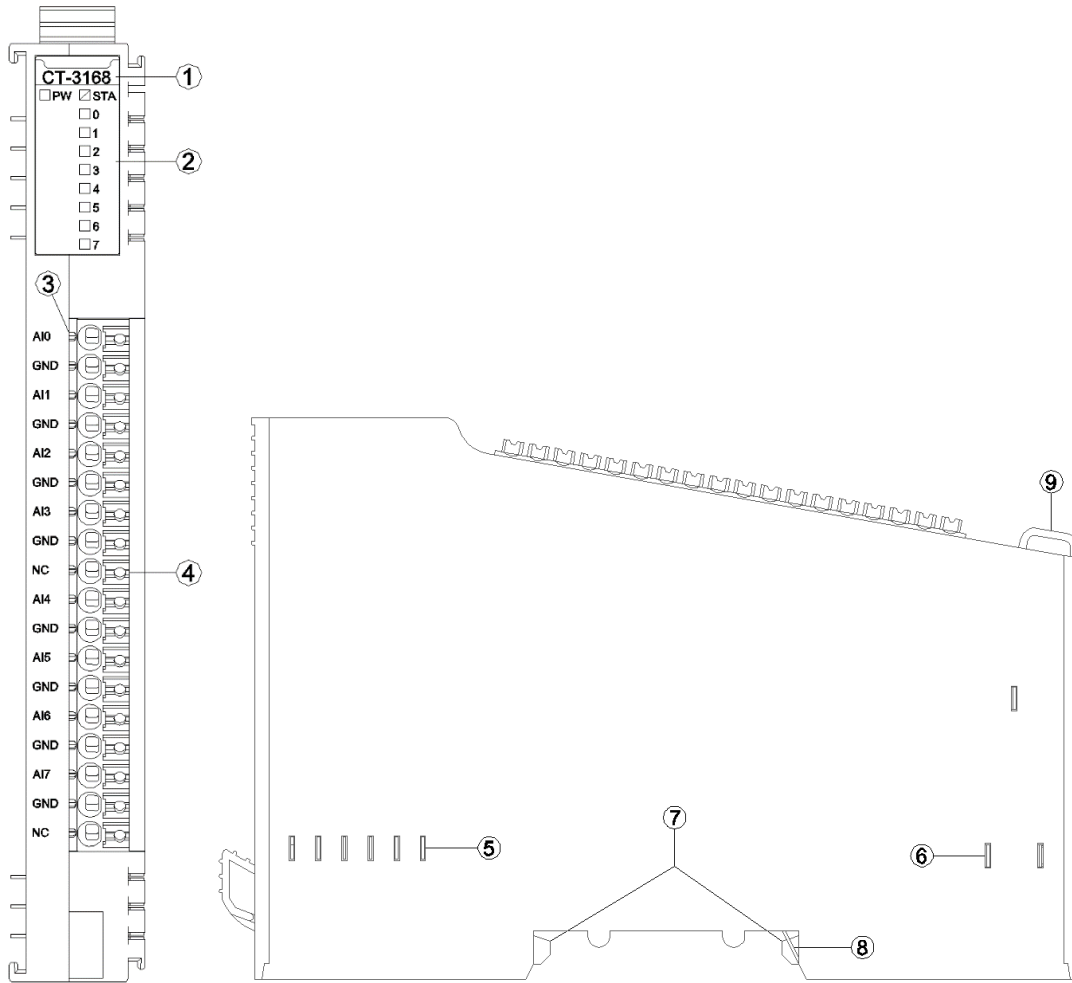 CT-3168
①
PW STA
0
1
2
②
3
4
5
6
7
③
AI0
GND
AI1
GND
AI2
GND
AI3
GND
NC
④
AI4
GND
AI5
GND
AI6
GND
AI7
GND
NC
⑤
⑥
⑦
⑧
⑨